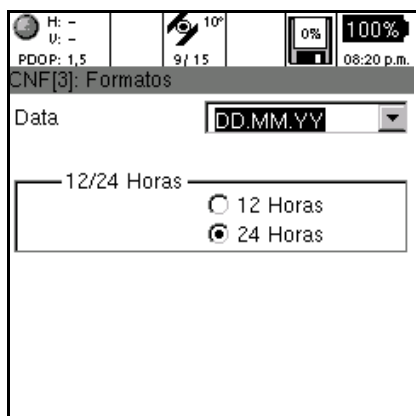 H: -
V: -
PDOP: 1,5
10°
9/ 15
0%
100%
08:20 p.m.
CNF[3]: Formatos
Data DD.MM.YY
12/24 Horas
12 Horas
24 Horas